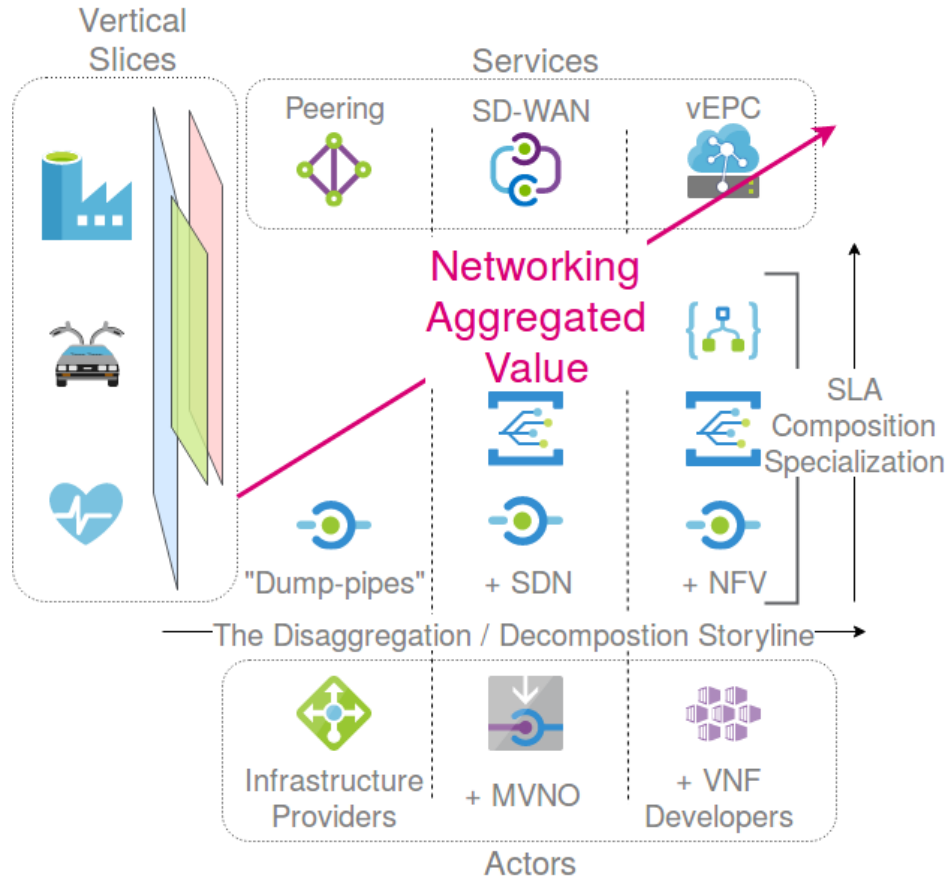 Vertical
Slices
Services
Peering
SD-WAN
vEPC
Networking
Aggregated
Value
SLA
Composition
Specialization
"Dump-pipes"
+ SDN
+ NFV
The Disaggregation / Decompostion Storyline
Infrastructure
Providers
+ MVNO
+ VNF
Developers
Actors